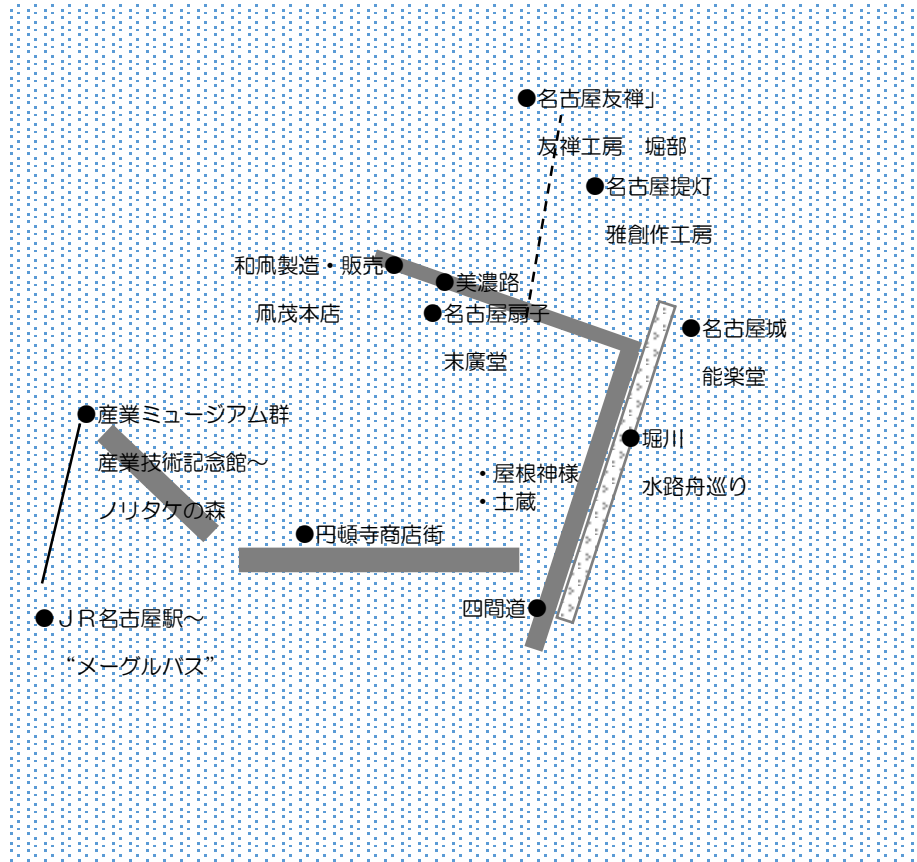 ●名古屋友禅」
友禅工房　堀部
●名古屋提灯
雅創作工房
和凧製造・販売●
凧茂本店
●美濃路
●名古屋扇子
末廣堂
●名古屋城
能楽堂
●産業ミュージアム群
産業技術記念館～
ノリタケの森
●堀川
水路舟巡り
・屋根神様
・土蔵
●円頓寺商店街
四間道●
●ＪＲ名古屋駅～
“メーグルバス”